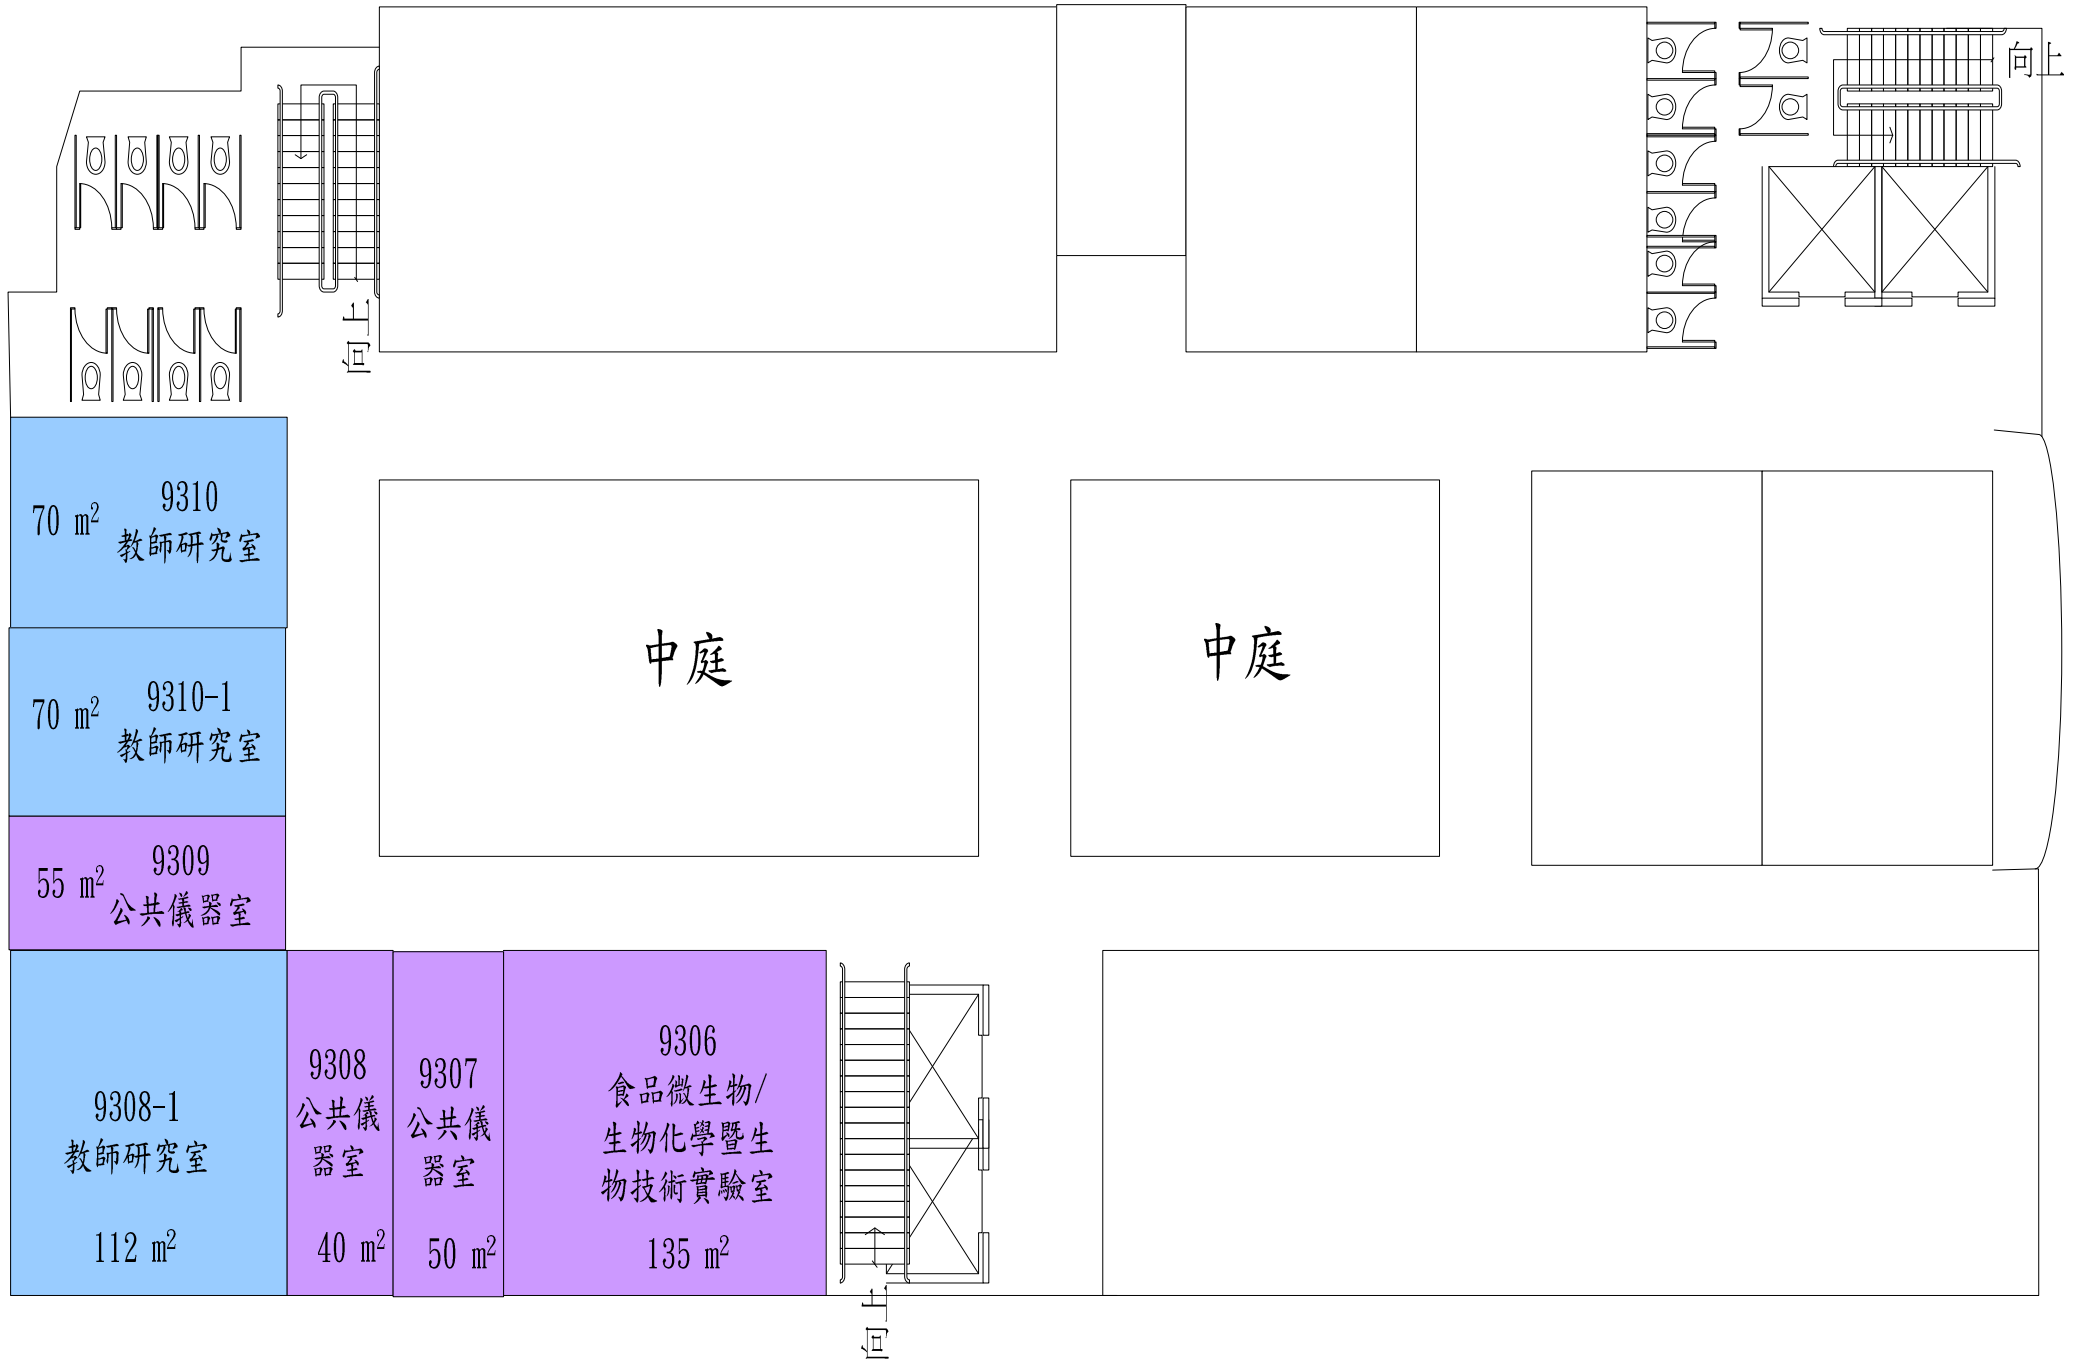 向上
向上
70 m²
9310
教師研究室
中庭
中庭
70 m²
9310-1
教師研究室
55 m²
9309
公共儀器室
9308-1
教師研究室
112 m²
9308
公共儀
器室
40 m²
9307
公共儀
器室
50 m²
9306
食品微生物/
生物化學暨生
物技術實驗室
135 m²
向上